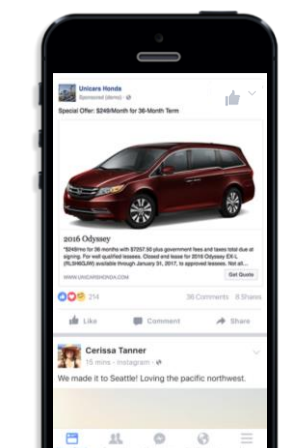 Unicars Honda
Sponsored (demo) ·
Special Offer: $249/Month for 36-Month Term
2016 Odyssey
*$249/mo for 36 months with $7257.50 plus government fees and taxes total due at
signing. For well qualified lessees. Closed end lease for 2016 Odyssey EX-L
available through January 31, 2017, to approved lessees. Not all...
WWW.UNICARSHONDA.COM
Get Quote
214
36 Comments 8 Shares
Like
Comment
Share
Cerissa Tanner
15 mins · Instagram ·
We made it to Seattle! Loving the pacific northwest.